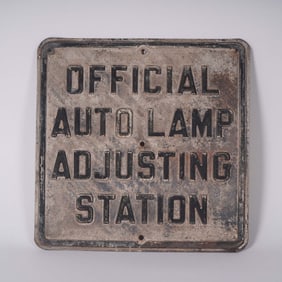 OFFICIAL
AUTO LAMP
ADJUSTING
STATION